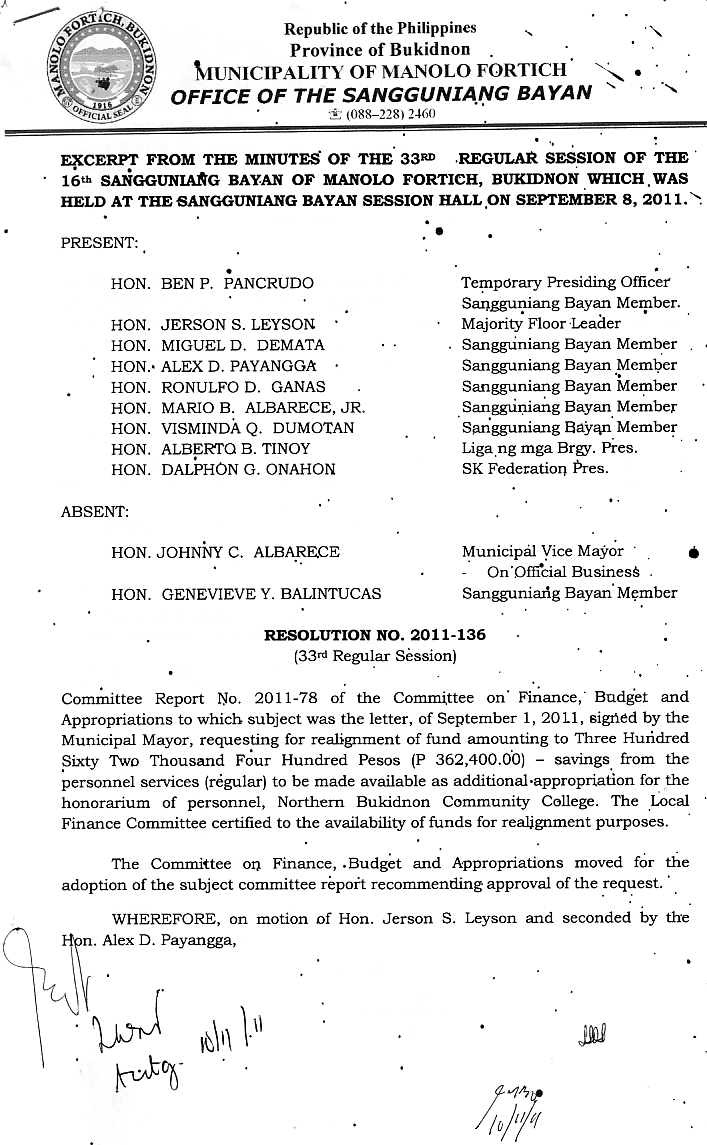 MANOLO FORTICH, BUKIDNON
1916
OFFICIAL SEAL
Republic of the Philippines
Province of Bukidnon
MUNICIPALITY OF MANOLO FORTICH
OFFICE OF THE SANGGUNIANG BAYAN
☏ (088–228) 2460
EXCERPT FROM THE MINUTES OF THE 33RD REGULAR SESSION OF THE
16th SANGGUNIANG BAYAN OF MANOLO FORTICH, BUKIDNON WHICH WAS
HELD AT THE SANGGUNIANG BAYAN SESSION HALL ON SEPTEMBER 8, 2011.
PRESENT:
HON. BEN P. PANCRUDO Temporary Presiding Officer
Sangguniang Bayan Member.
HON. JERSON S. LEYSON Majority Floor Leader
HON. MIGUEL D. DEMATA Sangguniang Bayan Member
HON. ALEX D. PAYANGGA Sangguniang Bayan Member
HON. RONULFO D. GANAS Sangguniang Bayan Member
HON. MARIO B. ALBARECE, JR. Sangguniang Bayan Member
HON. VISMINDA Q. DUMOTAN Sangguniang Bayan Member
HON. ALBERTO B. TINOY Liga ng mga Brgy. Pres.
HON. DALPHON G. ONAHON SK Federation Pres.
ABSENT:
HON. JOHNNY C. ALBARECE Municipal Vice Mayor
- On Official Business
HON. GENEVIEVE Y. BALINTUCAS Sangguniang Bayan Member
RESOLUTION NO. 2011-136
(33rd Regular Session)
Committee Report No. 2011-78 of the Committee on Finance, Budget and
Appropriations to which subject was the letter, of September 1, 2011, signed by the
Municipal Mayor, requesting for realignment of fund amounting to Three Hundred
Sixty Two Thousand Four Hundred Pesos (P 362,400.00) – savings from the
personnel services (regular) to be made available as additional appropriation for the
honorarium of personnel, Northern Bukidnon Community College. The Local
Finance Committee certified to the availability of funds for realignment purposes.
The Committee on Finance, Budget and Appropriations moved for the
adoption of the subject committee report recommending approval of the request.
WHEREFORE, on motion of Hon. Jerson S. Leyson and seconded by the
Hon. Alex D. Payangga,
10/11/11
10/11/11